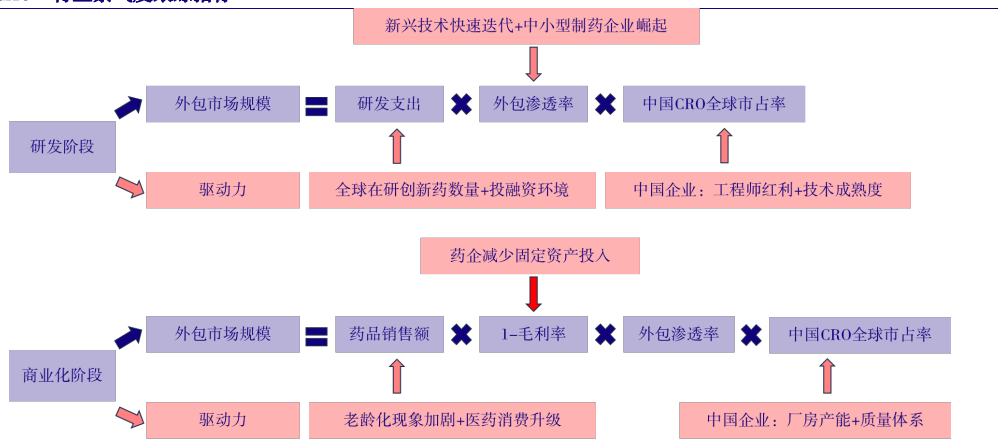 新兴技术快速迭代+中小型制药企业崛起
外包市场规模
研发支出
外包渗透率
中国CRO全球市占率
研发阶段
驱动力
全球在研创新药数量+投融资环境
中国企业：工程师红利+技术成熟度
药企减少固定资产投入
外包市场规模
药品销售额
1-毛利率
外包渗透率
中国CRO全球市占率
商业化阶段
驱动力
老龄化现象加剧+医药消费升级
中国企业：厂房产能+质量体系